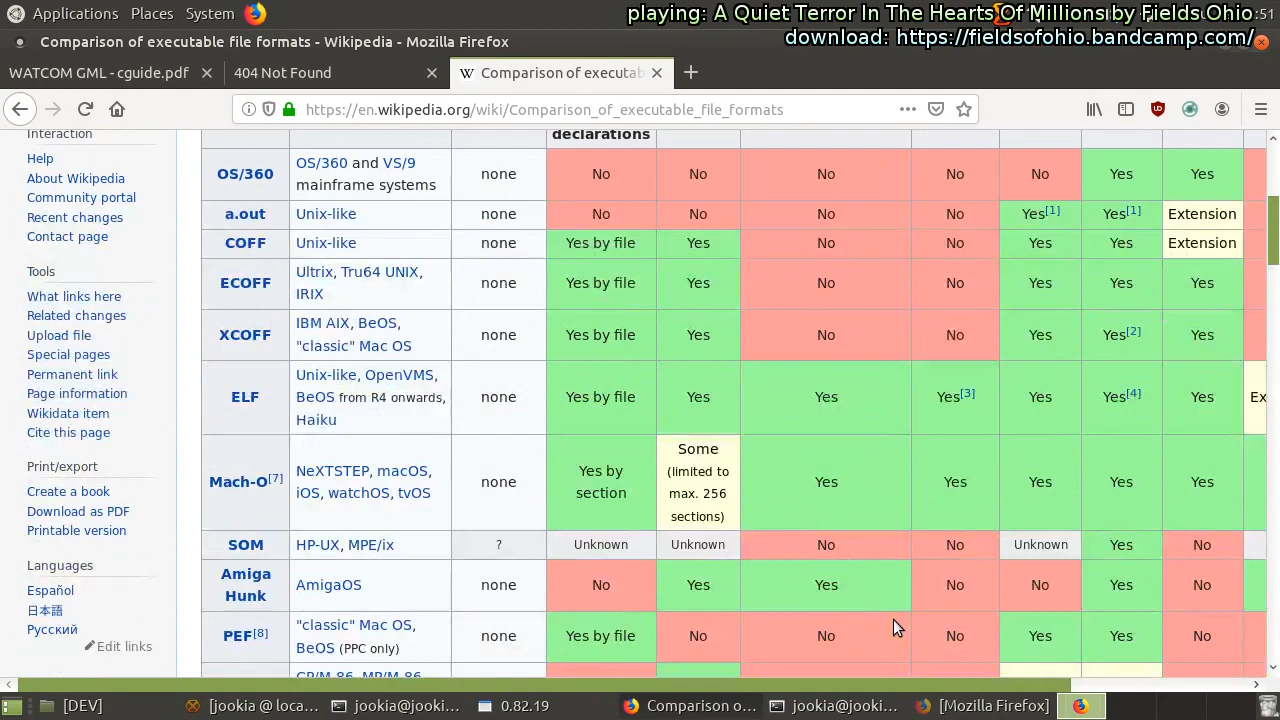 Applications Places System
playing: A Quiet Terror In The Hearts Of Millions by Fields Ohio
:51
download: https://fieldsofohio.bandcamp.com/
Comparison of executable file formats - Wikipedia - Mozilla Firefox
WATCOM GML - cguide.pdf
404 Not Found
W Comparison of executab
https://en.wikipedia.org/wiki/Comparison_of_executable_file_formats
Interaction
Help
About Wikipedia
Community portal
Recent changes
Contact page
Tools
What links here
Related changes
Upload file
Special pages
Permanent link
Page information
Wikidata item
Cite this page
Print/export
Create a book
Download as PDF
Printable version
Languages
Español
日本語
Русский
Edit links
declarations
OS/360 OS/360 and VS/9 mainframe systems none No No No No No Yes Yes
a.out Unix-like none No No No No Yes[1] Yes[1] Extension
COFF Unix-like none Yes by file Yes No No Yes Yes Extension
ECOFF Ultrix, Tru64 UNIX, IRIX none Yes by file Yes No No Yes Yes Yes
XCOFF IBM AIX, BeOS, "classic" Mac OS none Yes by file Yes No No Yes Yes[2] Yes
ELF Unix-like, OpenVMS, BeOS from R4 onwards, Haiku none Yes by file Yes Yes Yes[3] Yes Yes[4] Yes Ex
Mach-O[7] NeXTSTEP, macOS, iOS, watchOS, tvOS none Yes by section Some (limited to max. 256 sections) Yes Yes Yes Yes Yes
SOM HP-UX, MPE/ix ? Unknown Unknown No No Unknown Yes No
Amiga Hunk AmigaOS none No Yes Yes No No Yes No
PEF[8] "classic" Mac OS, BeOS (PPC only) none Yes by file No No No Yes Yes No
CP/M-86, MP/M-86
[DEV]
[jookia @ loca...
jookia@jooki...
0.82.19
Comparison o...
jookia@jooki...
[Mozilla Firefox]